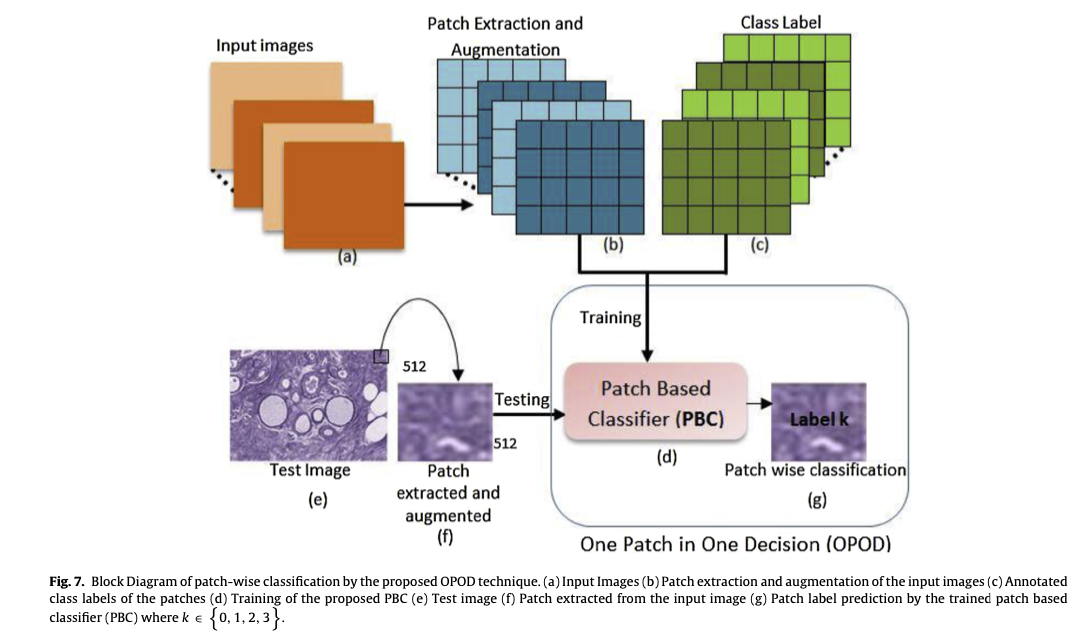 Input images
Patch Extraction and
Augmentation
Class Label
(a)
(b)
(c)
Training
512
Testing
512
Patch Based
Classifier (PBC)
Label k
(d)
Test Image
Patch
extracted and
augmented
Patch wise classification
(e)
(f)
(g)
One Patch in One Decision (OPOD)
Fig. 7. Block Diagram of patch-wise classification by the proposed OPOD technique. (a) Input Images (b) Patch extraction and augmentation of the input images (c) Annotated
class labels of the patches (d) Training of the proposed PBC (e) Test image (f) Patch extracted from the input image (g) Patch label prediction by the trained patch based
classifier (PBC) where k ϵ {0, 1, 2, 3}.